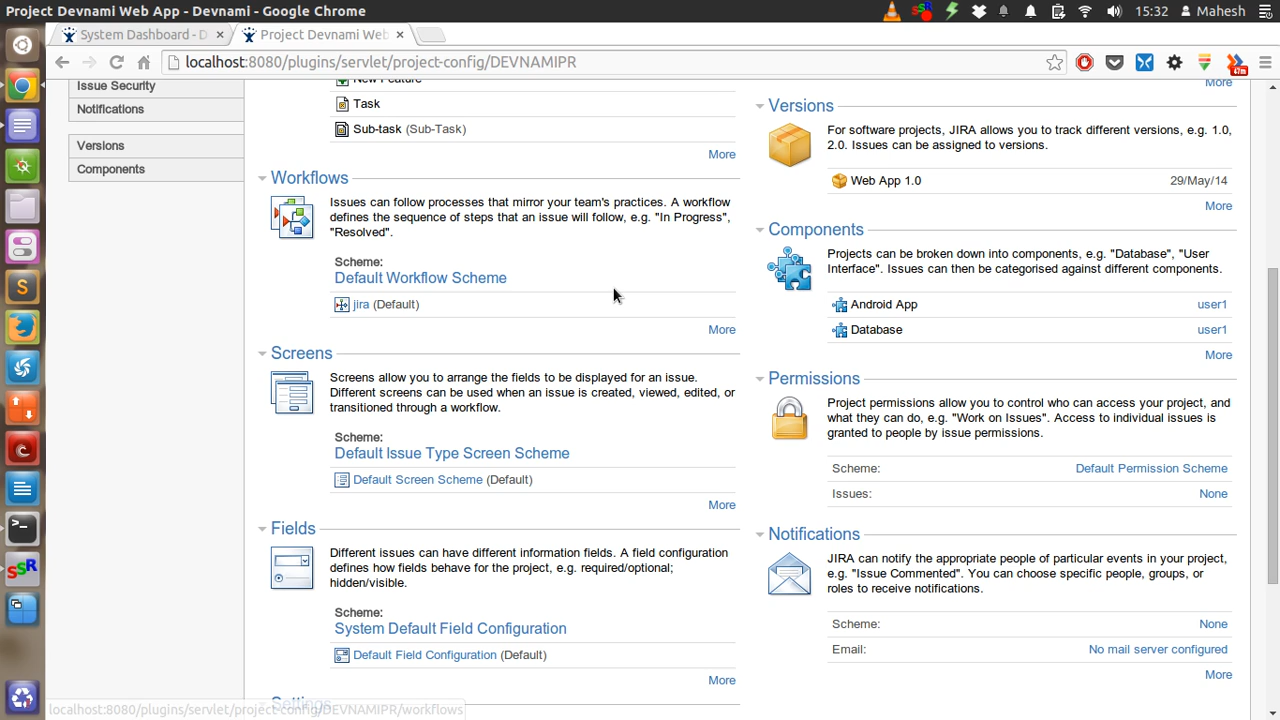 Project Devnami Web App - Devnami - Google Chrome
15:32
Mahesh
System Dashboard - D
Project Devnami Web
localhost:8080/plugins/servlet/project-config/DEVNAMIPR
47m
Issue Security
Notifications
Versions
Components
New Feature
Task
Sub-task (Sub-Task)
More
Workflows
Issues can follow processes that mirror your team's practices. A workflow
defines the sequence of steps that an issue will follow, e.g. "In Progress",
"Resolved".
Scheme:
Default Workflow Scheme
jira (Default)
More
Screens
Screens allow you to arrange the fields to be displayed for an issue.
Different screens can be used when an issue is created, viewed, edited, or
transitioned through a workflow.
Scheme:
Default Issue Type Screen Scheme
Default Screen Scheme (Default)
More
Fields
Different issues can have different information fields. A field configuration
defines how fields behave for the project, e.g. required/optional;
hidden/visible.
Scheme:
System Default Field Configuration
Default Field Configuration (Default)
More
Settings
More
Versions
For software projects, JIRA allows you to track different versions, e.g. 1.0,
2.0. Issues can be assigned to versions.
Web App 1.0 29/May/14
More
Components
Projects can be broken down into components, e.g. "Database", "User
Interface". Issues can then be categorised against different components.
Android App user1
Database user1
More
Permissions
Project permissions allow you to control who can access your project, and
what they can do, e.g. "Work on Issues". Access to individual issues is
granted to people by issue permissions.
Scheme: Default Permission Scheme
Issues: None
Notifications
JIRA can notify the appropriate people of particular events in your project,
e.g. "Issue Commented". You can choose specific people, groups, or
roles to receive notifications.
Scheme: None
Email: No mail server configured
More
localhost:8080/plugins/servlet/project-config/DEVNAMIPR/workflows